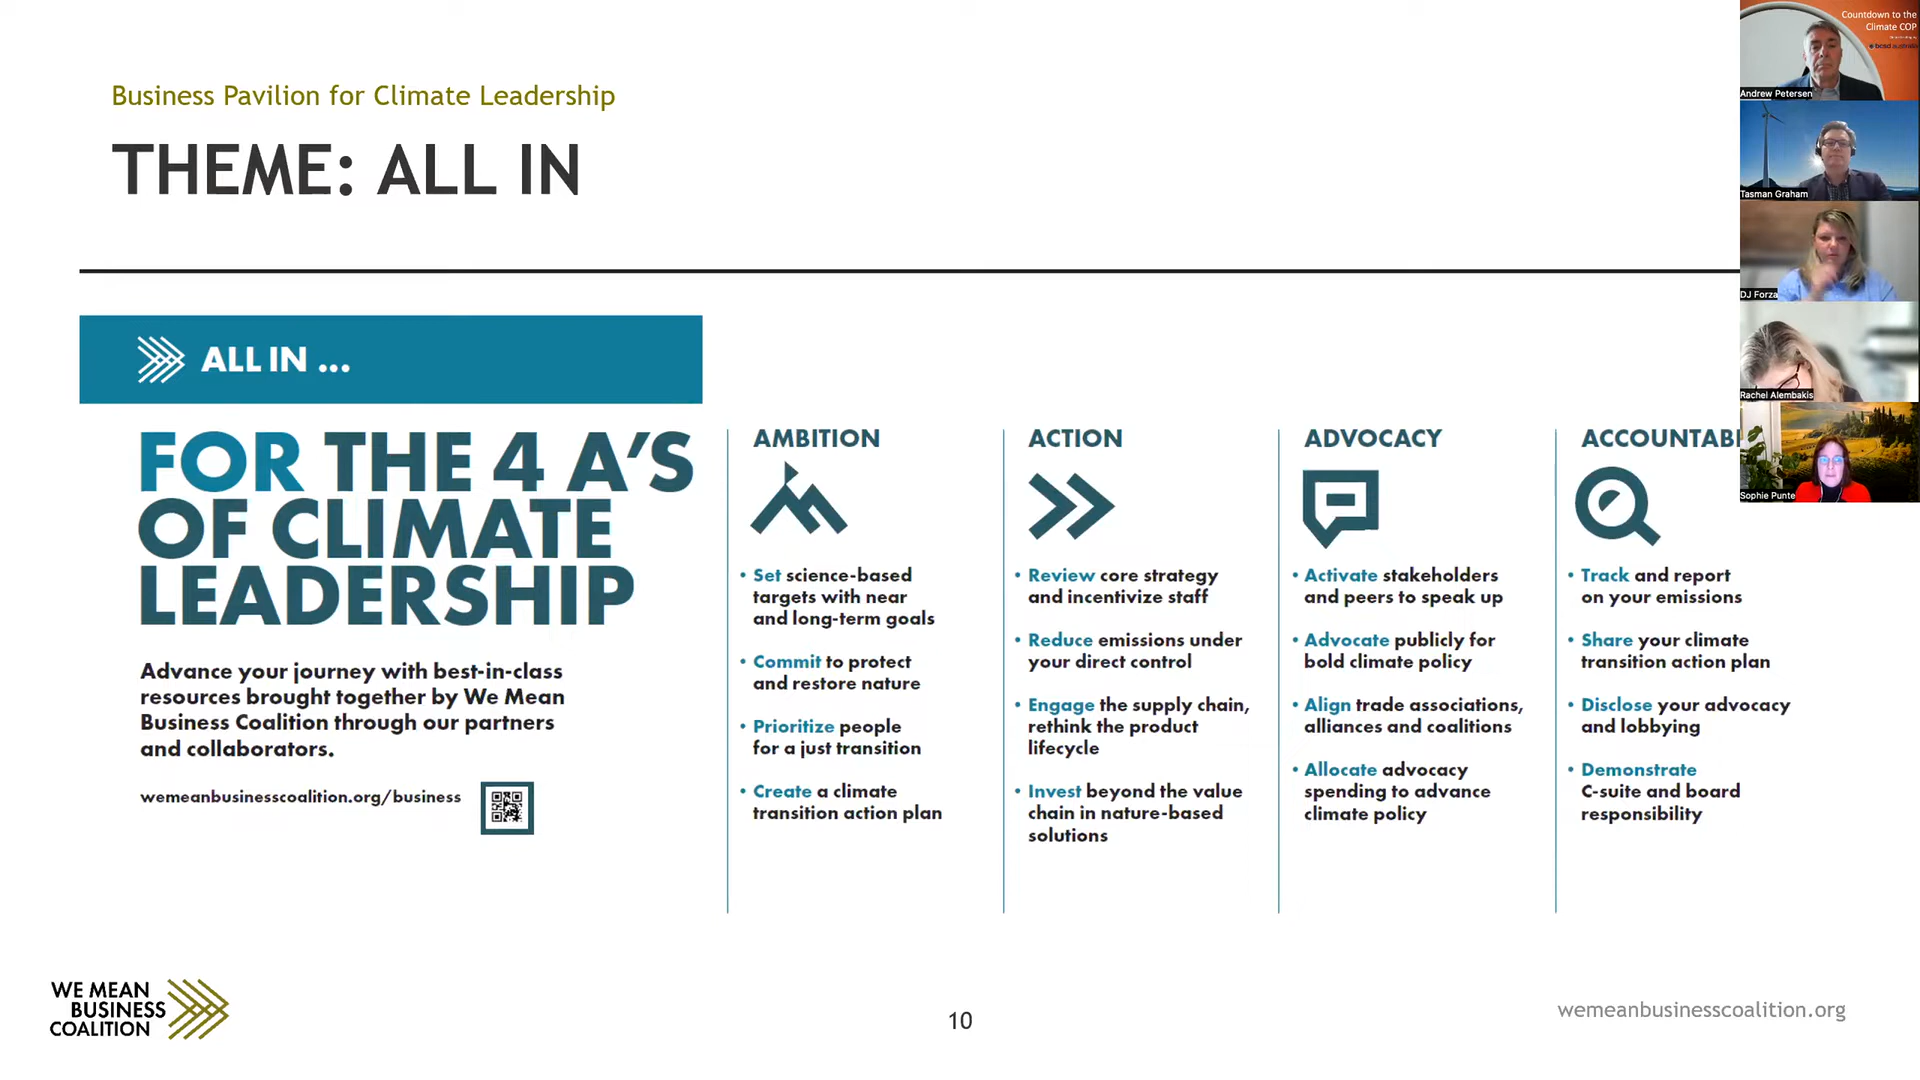 Business Pavilion for Climate Leadership
THEME: ALL IN
ALL IN ...
FOR THE 4 A'S
OF CLIMATE
LEADERSHIP
Advance your journey with best-in-class
resources brought together by We Mean
Business Coalition through our partners
and collaborators.
wemeanbusinesscoalition.org/business
AMBITION
• Set science-based
targets with near
and long-term goals
• Commit to protect
and restore nature
• Prioritize people
for a just transition
• Create a climate
transition action plan
ACTION
• Review core strategy
and incentivize staff
• Reduce emissions under
your direct control
• Engage the supply chain,
rethink the product
lifecycle
• Invest beyond the value
chain in nature-based
solutions
ADVOCACY
• Activate stakeholders
and peers to speak up
• Advocate publicly for
bold climate policy
• Align trade associations,
alliances and coalitions
• Allocate advocacy
spending to advance
climate policy
ACCOUNTAB
• Track and report
on your emissions
• Share your climate
transition action plan
• Disclose your advocacy
and lobbying
• Demonstrate
C-suite and board
responsibility
WE MEAN
BUSINESS
COALITION
10
wemeanbusinesscoalition.org
Countdown to the
Climate COP
bcsd australia
Andrew Petersen
Tasman Graham
DJ Forza
Rachel Alembakis
Sophie Punte